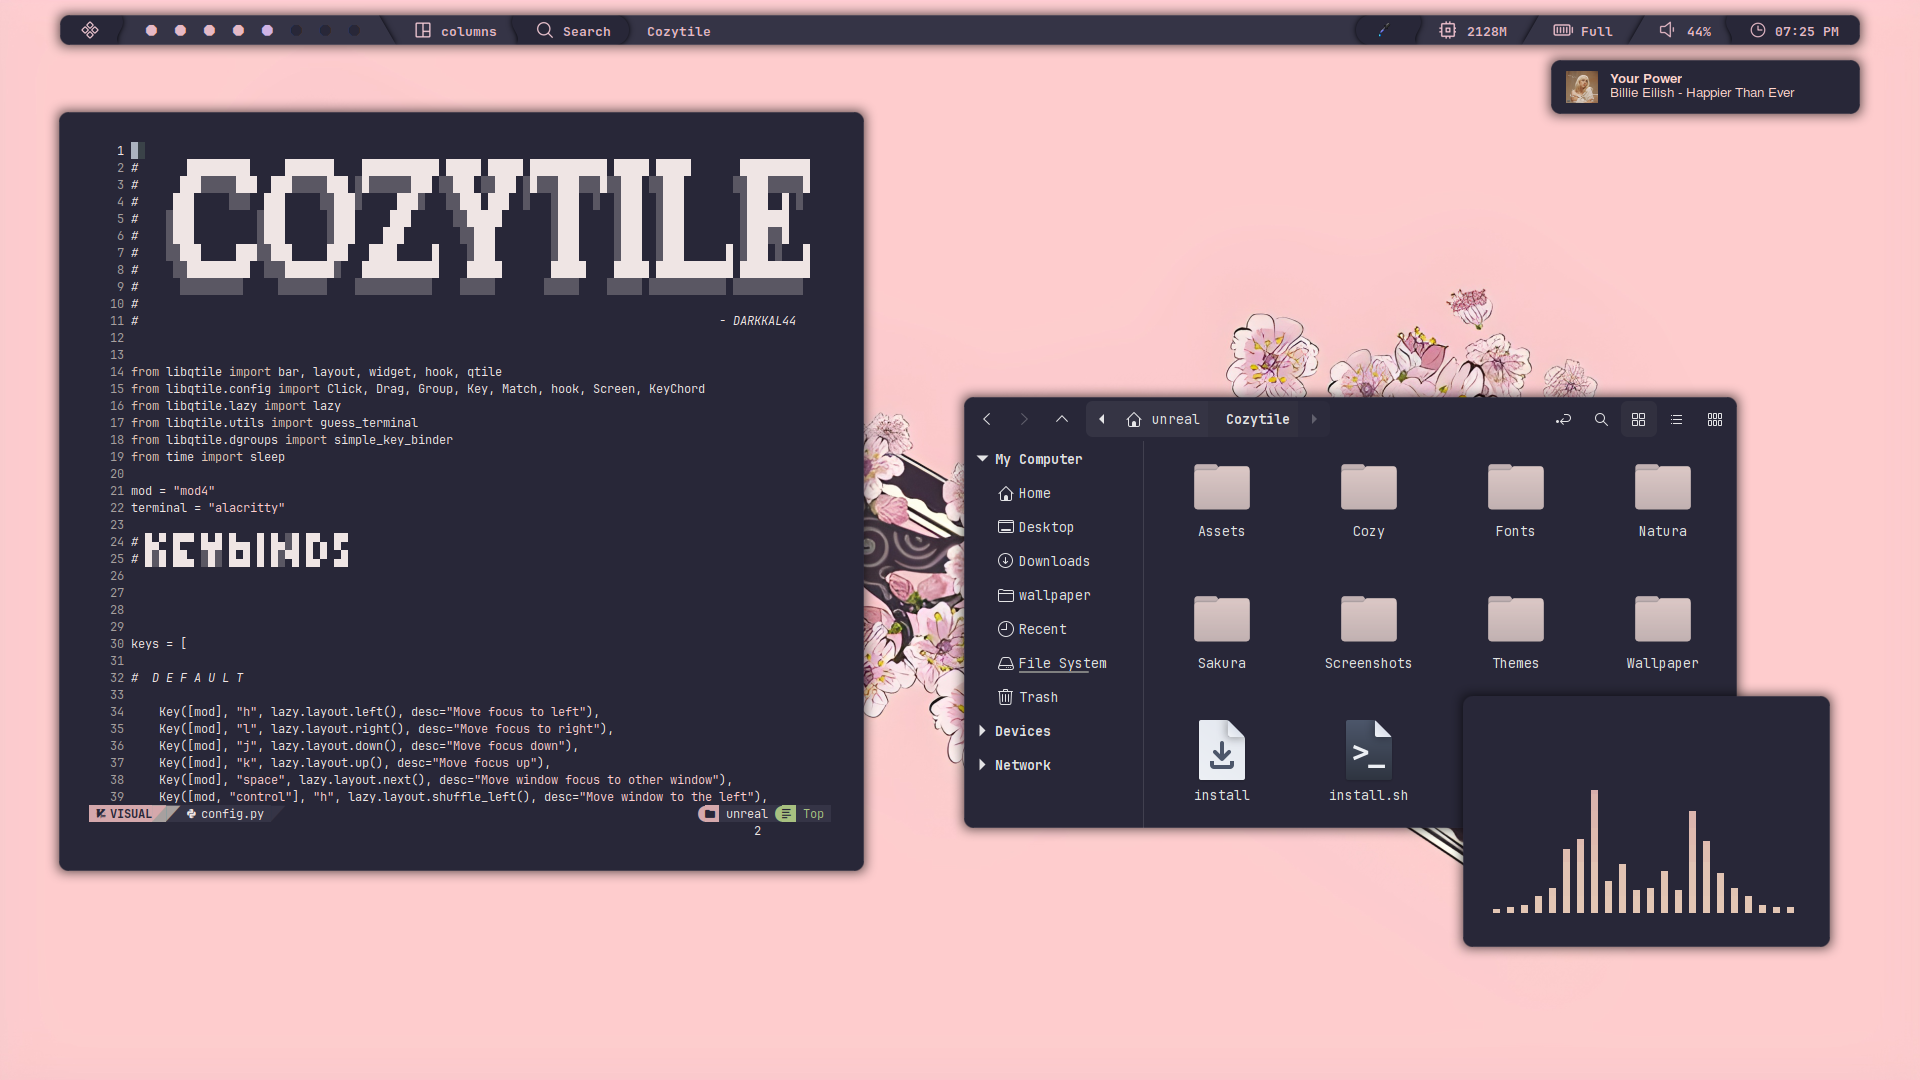 columns Search Cozytile 2128M Full 44% 07:25 PM
Your Power
Billie Eilish - Happier Than Ever
1
2 #
3 #
4 #
5 #
6 #
7 #
8 #
9 #
COZYTILE
10 #
11 # - DARKKAL44
12
13
14 from libqtile import bar, layout, widget, hook, qtile
15 from libqtile.config import Click, Drag, Group, Key, Match, hook, Screen, KeyChord
16 from libqtile.lazy import lazy
17 from libqtile.utils import guess_terminal
18 from libqtile.dgroups import simple_key_binder
19 from time import sleep
20
21 mod = "mod4"
22 terminal = "alacritty"
23
24 # KEYbINDS
25 #
26
27
28
29
30 keys = [
31
32 #  D E F A U L T
33
34     Key([mod], "h", lazy.layout.left(), desc="Move focus to left"),
35     Key([mod], "l", lazy.layout.right(), desc="Move focus to right"),
36     Key([mod], "j", lazy.layout.down(), desc="Move focus down"),
37     Key([mod], "k", lazy.layout.up(), desc="Move focus up"),
38     Key([mod], "space", lazy.layout.next(), desc="Move window focus to other window"),
39     Key([mod, "control"], "h", lazy.layout.shuffle_left(), desc="Move window to the left"),
VISUAL config.py unreal Top
2
unreal Cozytile
My Computer
Home
Desktop
Downloads
wallpaper
Recent
File System
Trash
Devices
Network
Assets Cozy Fonts Natura
Sakura Screenshots Themes Wallpaper
install install.sh